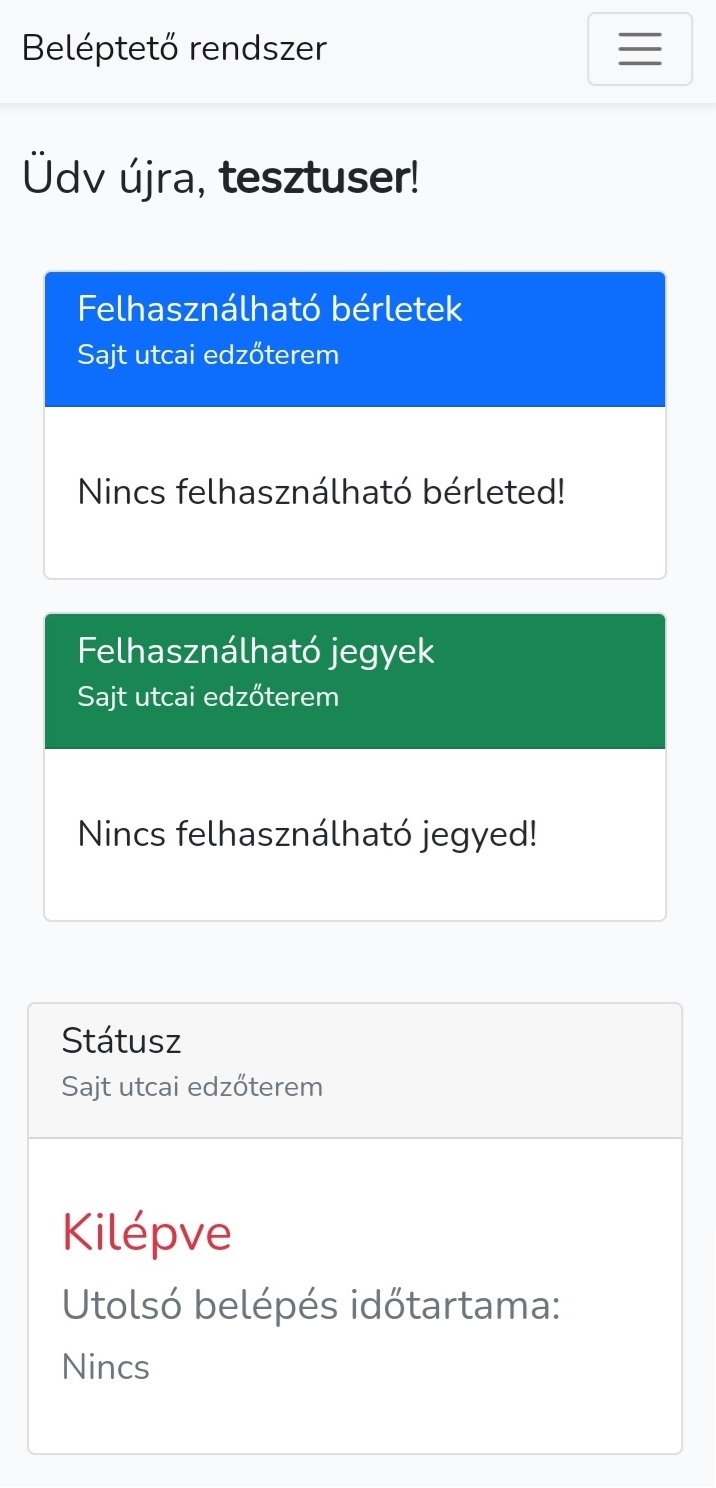 Beléptető rendszer
Üdv újra, tesztuser!
Felhasználható bérletek
Sajt utcai edzőterem
Nincs felhasználható bérleted!
Felhasználható jegyek
Sajt utcai edzőterem
Nincs felhasználható jegyed!
Státusz
Sajt utcai edzőterem
Kilépve
Utolsó belépés időtartama:
Nincs